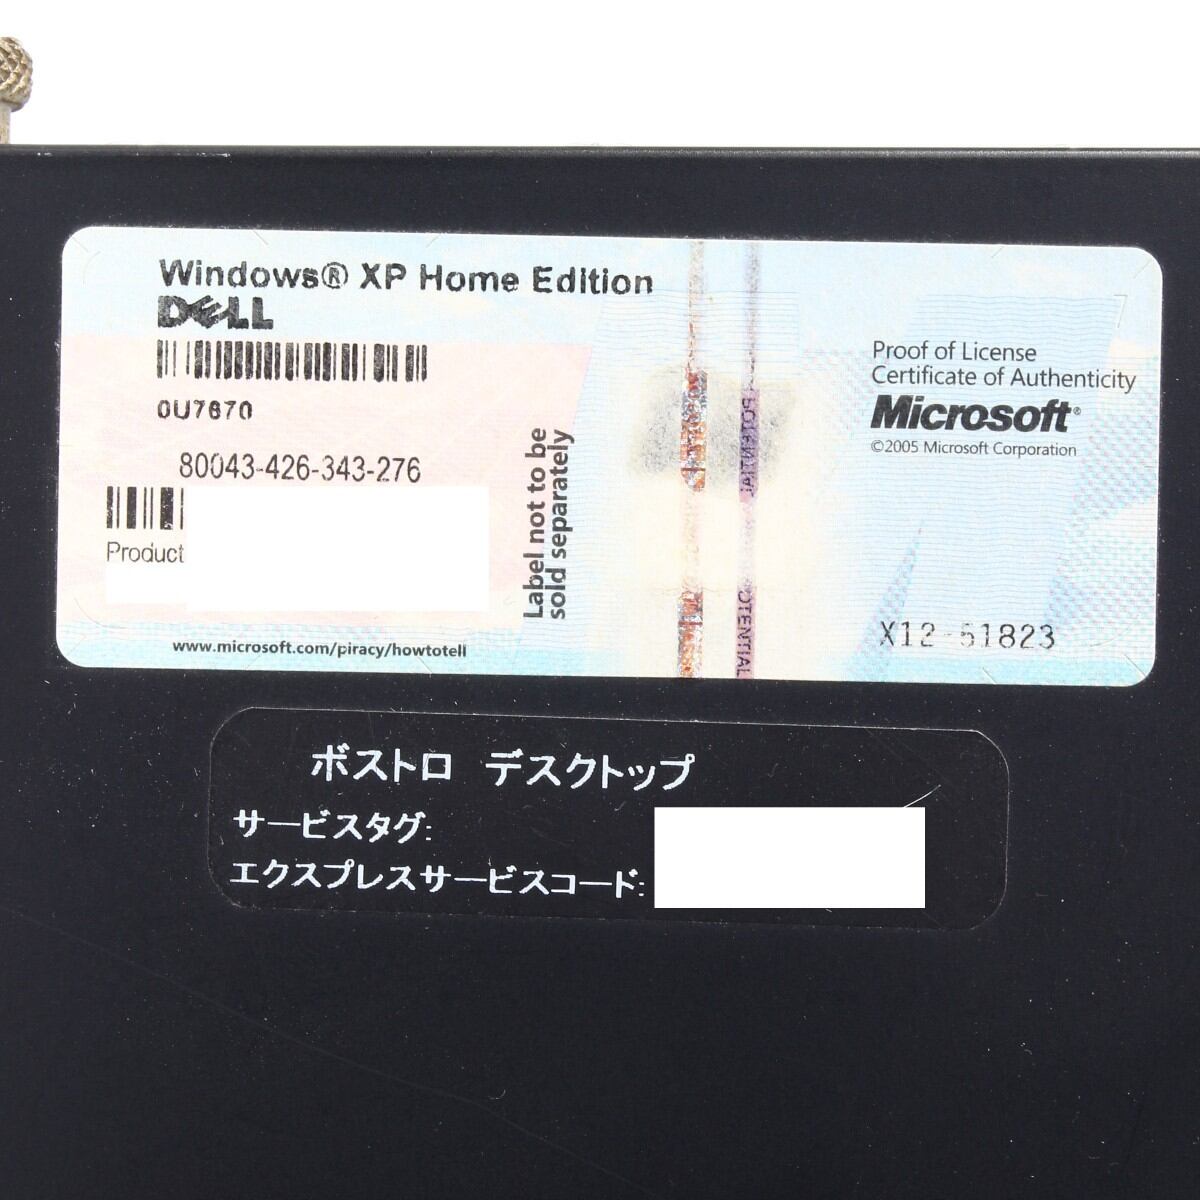 Windows® XP Home Edition
DELL
0U7670
80043-426-343-276
Product
www.microsoft.com/piracy/howtotell
Label not to be
sold separately
POTENTIAL
OTENTIAL
Proof of License
Certificate of Authenticity
Microsoft®
©2005 Microsoft Corporation
X12-51823
ボストロ デスクトップ
サービスタグ:
エクスプレスサービスコード: